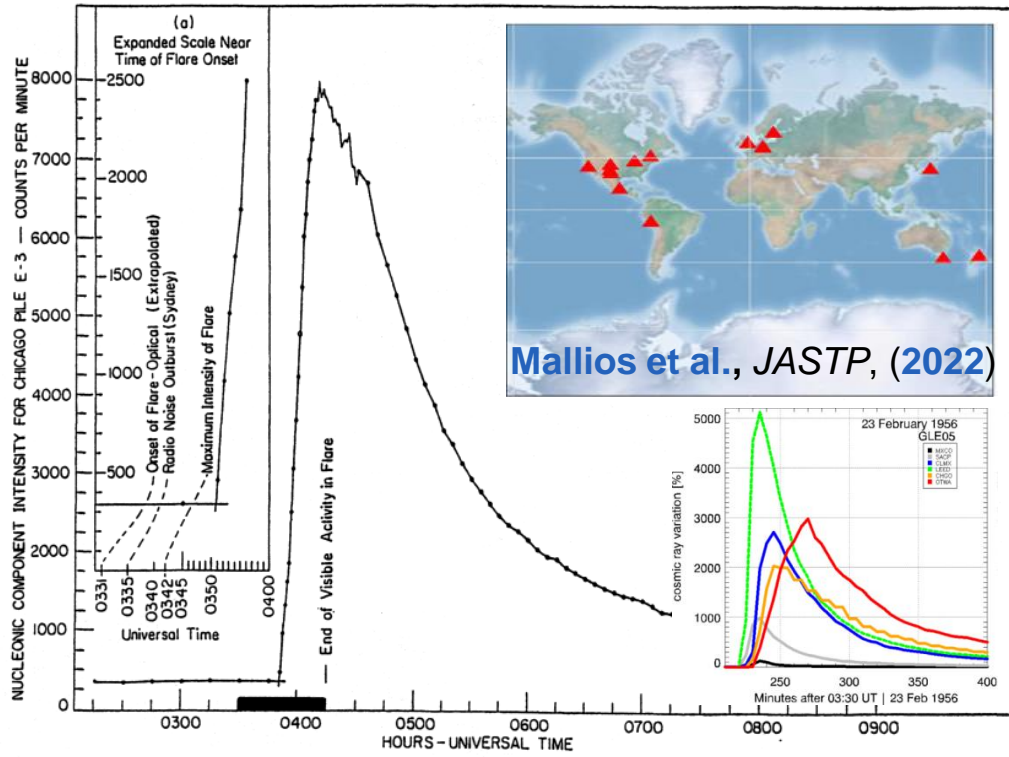 NUCLEONIC COMPONENT INTENSITY FOR CHICAGO PILE E-3 — COUNTS PER MINUTE
8000
7000
6000
5000
4000
3000
2000
1000
0
0300
0400
0500
0600
0700
0800
0900
HOURS-UNIVERSAL TIME
(a)
Expanded Scale Near
Time of Flare Onset
2500
2000
1500
1000
500
Onset of Flare-Optical (Extrapolated)
Radio Noise Outburst (Sydney)
Maximum Intensity of Flare
0331
0335
0340
0342
0345
0350
0400
Universal Time
End of Visible Activity in Flare
Mallios et al., JASTP, (2022)
23 February 1956
GLE05
MXCO
SACP
CLMX
LEED
CHGO
OTWA
cosmic ray variation [%]
5000
4000
3000
2000
1000
0
250
300
350
400
Minutes after 03:30 UT | 23 Feb 1956